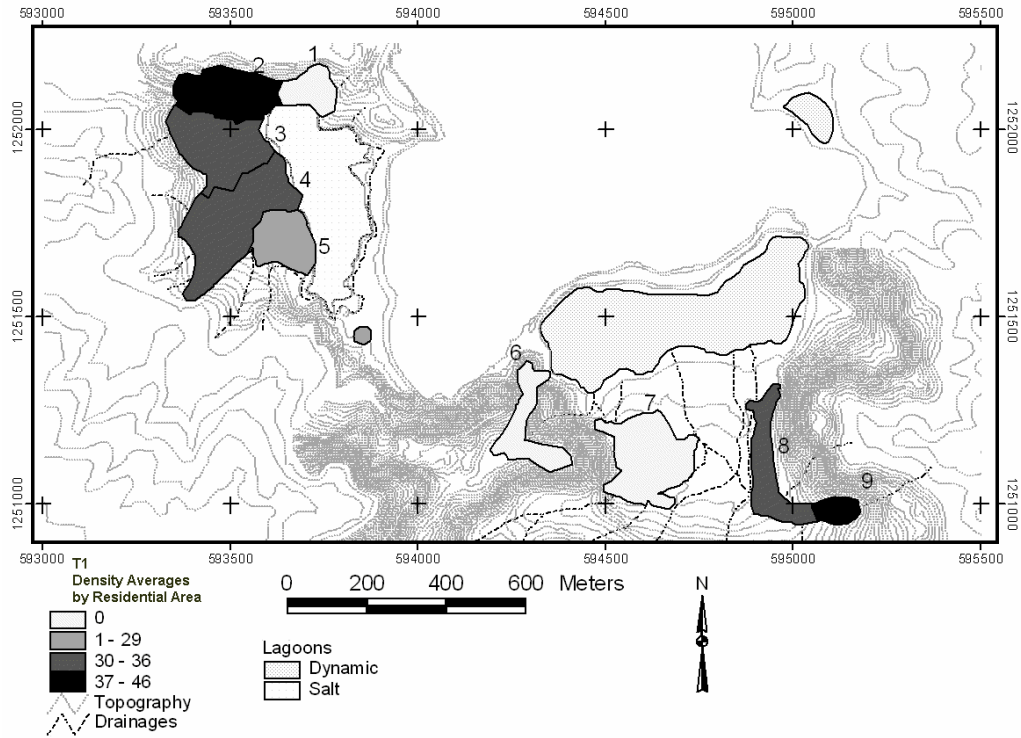 593000 593500 594000 594500 595000 595500
1252000 1252000
1251500 1251500
1251000 1251000
1
2
3
4
5
6
7
8
9
593000 593500 594000 594500 595000 595500
T1
Density Averages
by Residential Area
0
1 - 29
30 - 36
37 - 46
Topography
Drainages
0 200 400 600 Meters
Lagoons
Dynamic
Salt
N